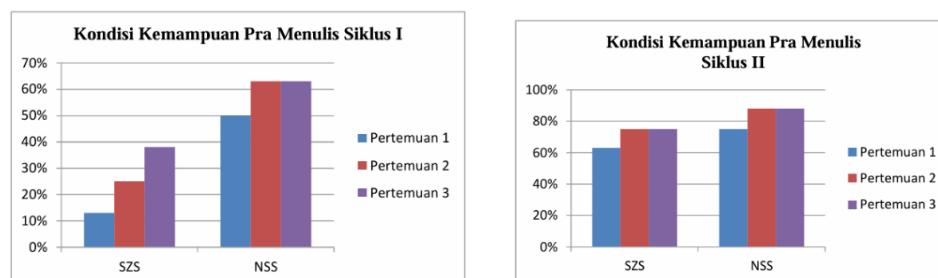 Kondisi Kemampuan Pra Menulis Siklus I
70%
60%
50%
40%
30%
20%
10%
0%
SZS
NSS
Pertemuan 1
Pertemuan 2
Pertemuan 3
Kondisi Kemampuan Pra Menulis
Siklus II
100%
80%
60%
40%
20%
0%
SZS
NSS
Pertemuan 1
Pertemuan 2
Pertemuan 3